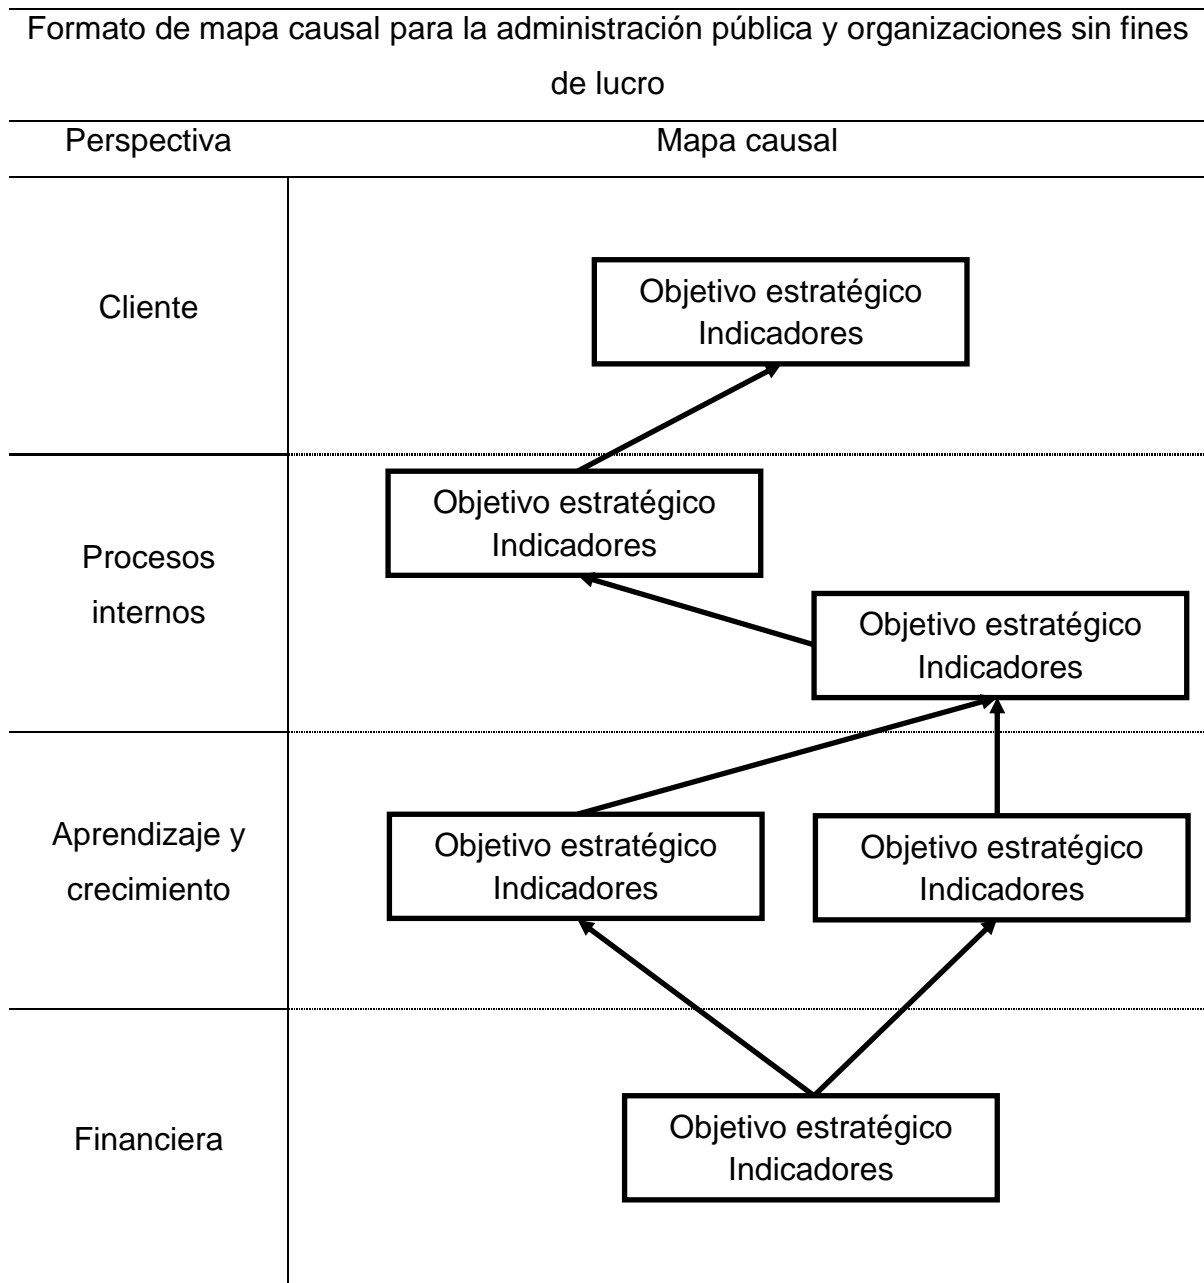 Formato de mapa causal para la administración pública y organizaciones sin fines
de lucro
Perspectiva
Mapa causal
Cliente
Objetivo estratégico
Indicadores
Procesos
internos
Objetivo estratégico
Indicadores
Objetivo estratégico
Indicadores
Aprendizaje y
crecimiento
Objetivo estratégico
Indicadores
Objetivo estratégico
Indicadores
Financiera
Objetivo estratégico
Indicadores